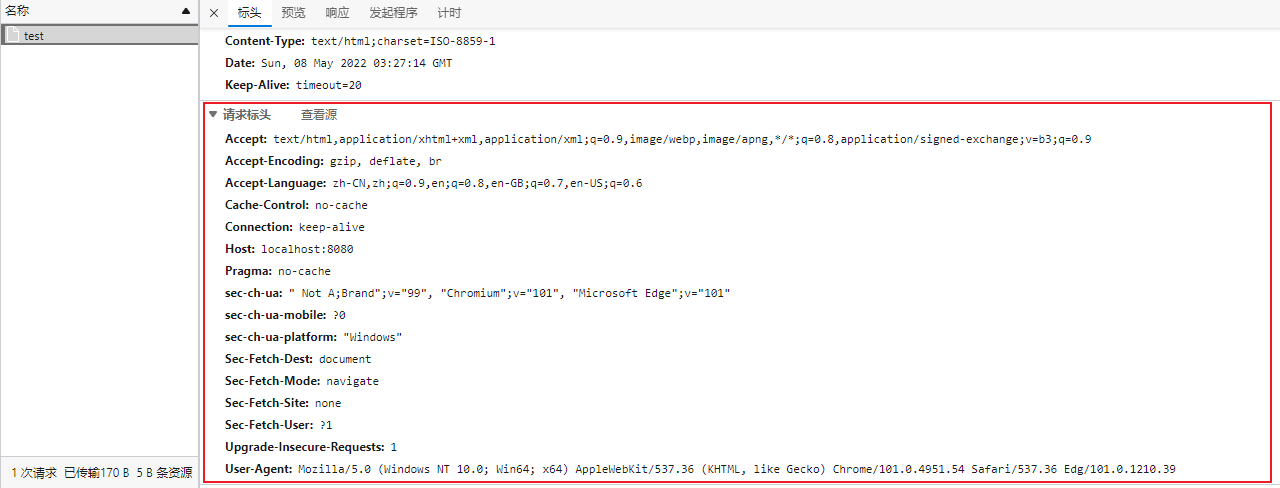 名称
test
标头 预览 响应 发起程序 计时
Content-Type: text/html;charset=ISO-8859-1
Date: Sun, 08 May 2022 03:27:14 GMT
Keep-Alive: timeout=20
请求标头 查看源
Accept: text/html,application/xhtml+xml,application/xml;q=0.9,image/webp,image/apng,*/*;q=0.8,application/signed-exchange;v=b3;q=0.9
Accept-Encoding: gzip, deflate, br
Accept-Language: zh-CN,zh;q=0.9,en;q=0.8,en-GB;q=0.7,en-US;q=0.6
Cache-Control: no-cache
Connection: keep-alive
Host: localhost:8080
Pragma: no-cache
sec-ch-ua: " Not A;Brand";v="99", "Chromium";v="101", "Microsoft Edge";v="101"
sec-ch-ua-mobile: ?0
sec-ch-ua-platform: "Windows"
Sec-Fetch-Dest: document
Sec-Fetch-Mode: navigate
Sec-Fetch-Site: none
Sec-Fetch-User: ?1
Upgrade-Insecure-Requests: 1
User-Agent: Mozilla/5.0 (Windows NT 10.0; Win64; x64) AppleWebKit/537.36 (KHTML, like Gecko) Chrome/101.0.4951.54 Safari/537.36 Edg/101.0.1210.39
1 次请求 已传输170 B 5 B 条资源